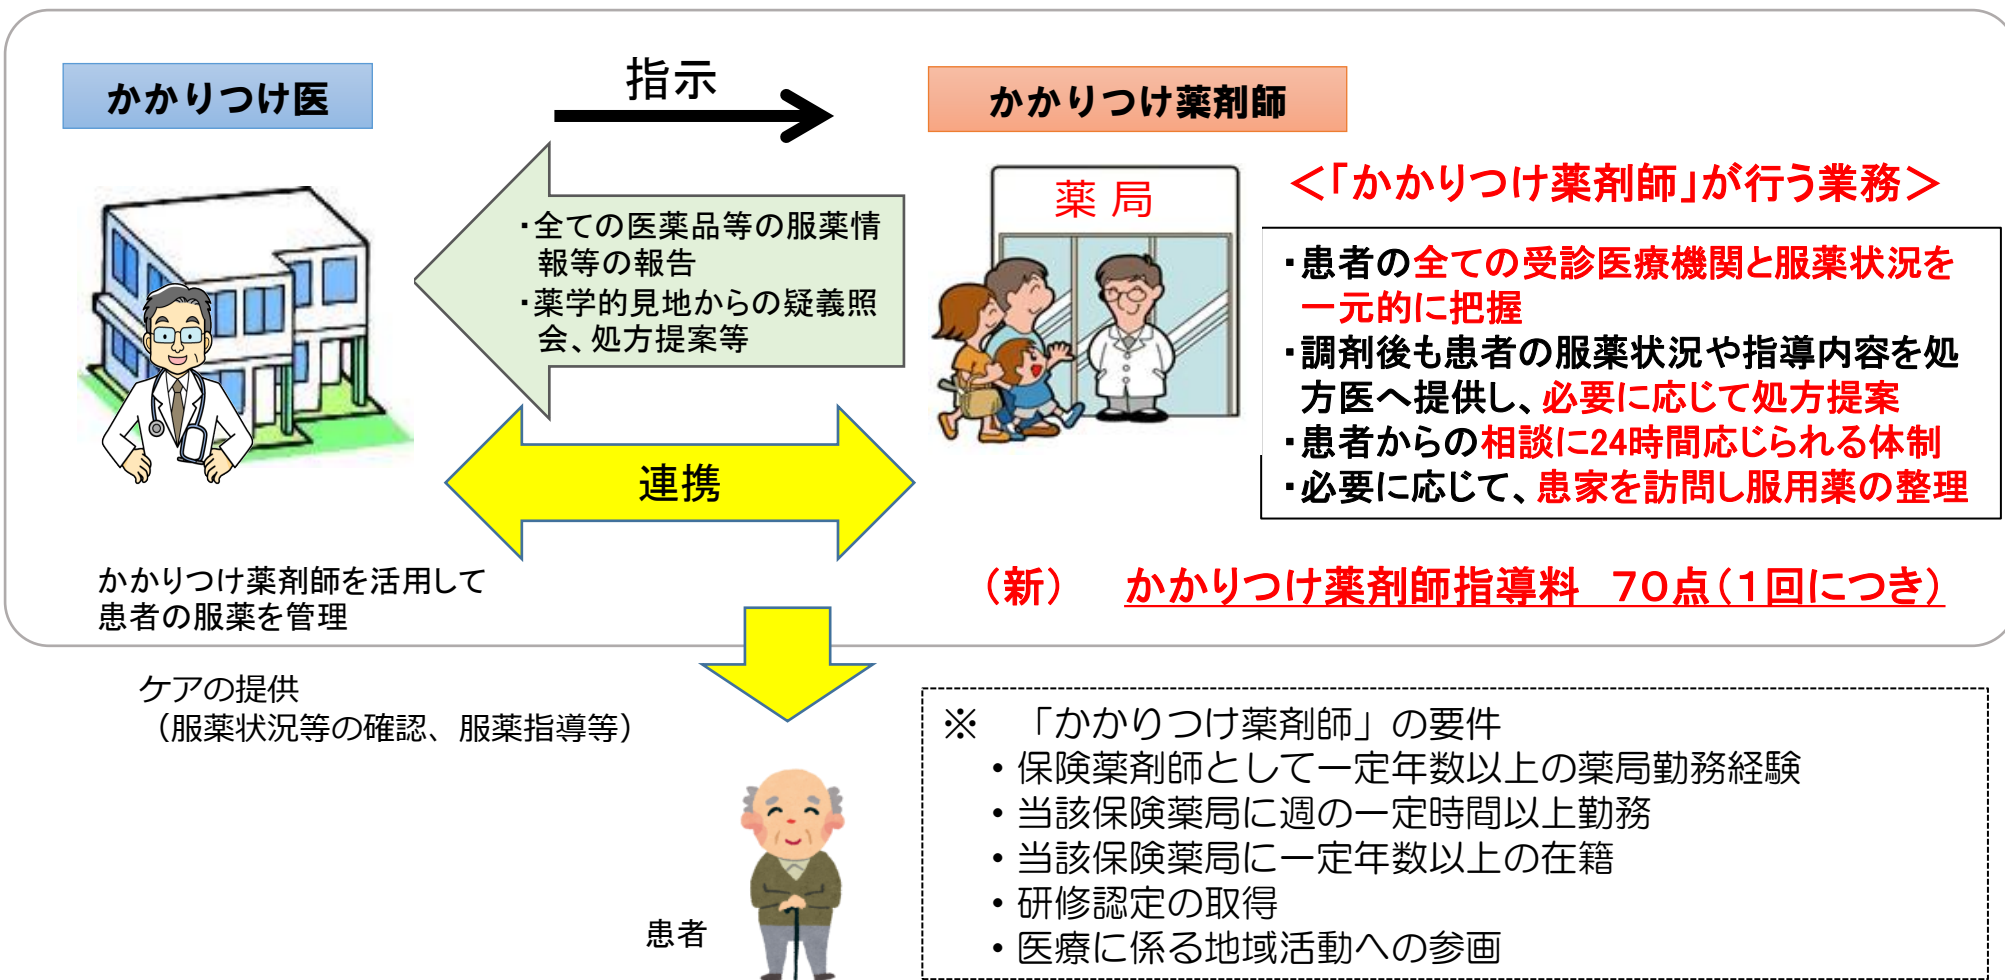 かかりつけ医
指示
かかりつけ薬剤師
・全ての医薬品等の服薬情
報等の報告
・薬学的見地からの疑義照
会、処方提案等
薬局
＜「かかりつけ薬剤師」が行う業務＞
・患者の全ての受診医療機関と服薬状況を
一元的に把握
・調剤後も患者の服薬状況や指導内容を処
方医へ提供し、必要に応じて処方提案
・患者からの相談に24時間応じられる体制
・必要に応じて、患家を訪問し服用薬の整理
連携
かかりつけ薬剤師を活用して
患者の服薬を管理
（新）　かかりつけ薬剤師指導料　７０点（１回につき）
ケアの提供
（服薬状況等の確認、服薬指導等）
患者
※　「かかりつけ薬剤師」の要件
・保険薬剤師として一定年数以上の薬局勤務経験
・当該保険薬局に週の一定時間以上勤務
・当該保険薬局に一定年数以上の在籍
・研修認定の取得
・医療に係る地域活動への参画